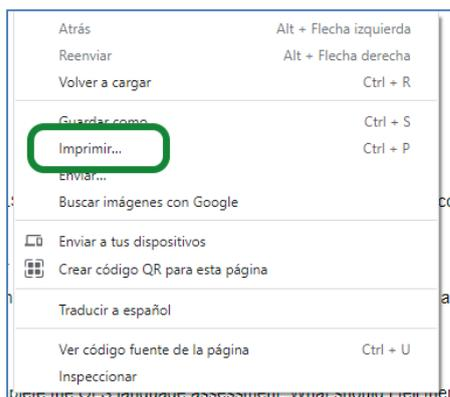 Atrás Alt + Flecha izquierda
Reenviar Alt + Flecha derecha
Volver a cargar Ctrl + R
Guardar como Ctrl + S
Imprimir... Ctrl + P
Enviar...
Buscar imágenes con Google
Enviar a tus dispositivos
Crear código QR para esta página
Traducir a español
Ver código fuente de la página Ctrl + U
Inspeccionar